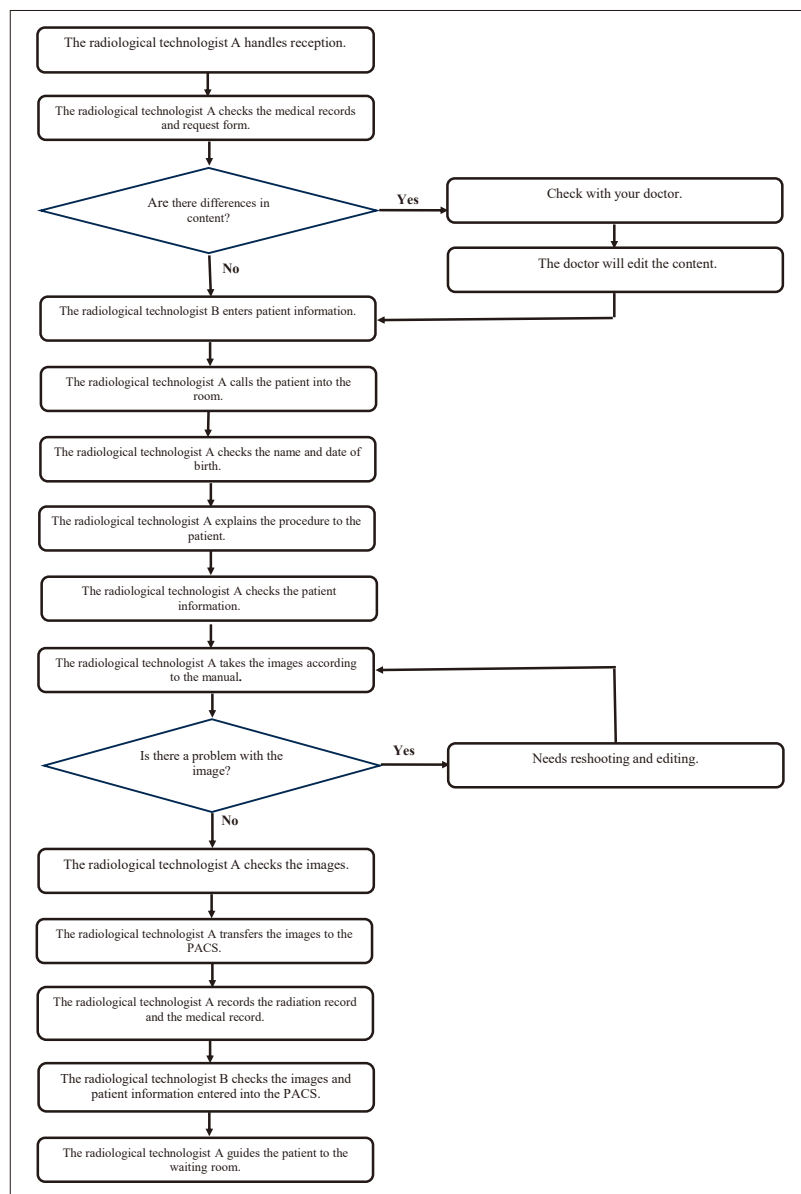 The radiological technologist A handles reception.
The radiological technologist A checks the medical records
and request form.
Are there differences in
content?
Yes
Check with your doctor.
The doctor will edit the content.
No
The radiological technologist B enters patient information.
The radiological technologist A calls the patient into the
room.
The radiological technologist A checks the name and date of
birth.
The radiological technologist A explains the procedure to the
patient.
The radiological technologist A checks the patient
information.
The radiological technologist A takes the images according
to the manual.
Is there a problem with the
image?
Yes
Needs reshooting and editing.
No
The radiological technologist A checks the images.
The radiological technologist A transfers the images to the
PACS.
The radiological technologist A records the radiation record
and the medical record.
The radiological technologist B checks the images and
patient information entered into the PACS.
The radiological technologist A guides the patient to the
waiting room.